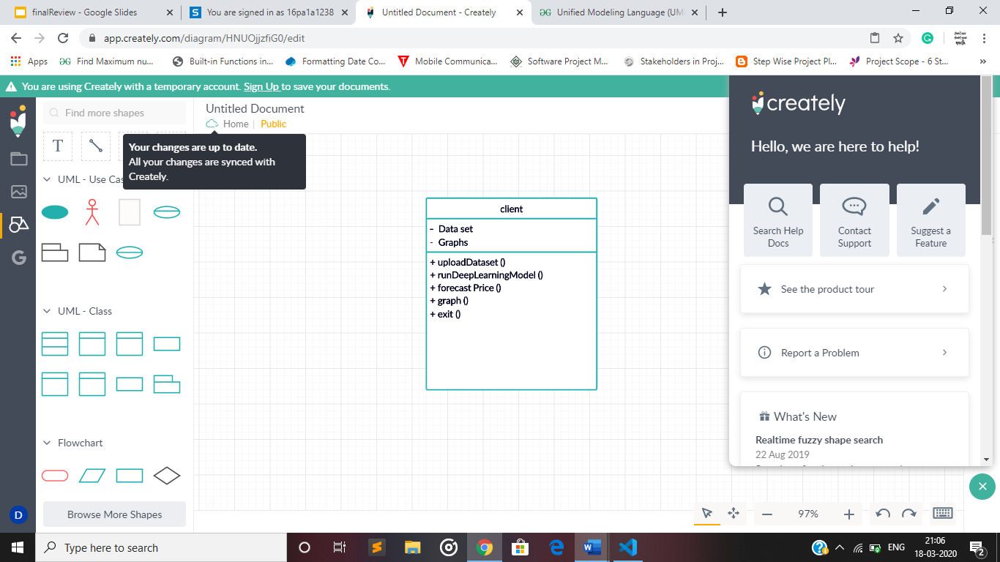 finalReview - Google Slides
You are signed in as 16pa1a1238
Untitled Document - Creately
Unified Modeling Language (UM
app.creately.com/diagram/HNUOjjzfiG0/edit
Apps
Find Maximum nu...
Built-in Functions in...
Formatting Date Co...
Mobile Communica...
Software Project M...
Stakeholders in Proj...
Step Wise Project Pl...
Project Scope - 6 St...
You are using Creately with a temporary account. Sign Up to save your documents.
Find more shapes
Untitled Document
Home | Public
T
Your changes are up to date.
All your changes are synced with
Creately.
UML - Use Cas
UML - Class
Flowchart
Browse More Shapes
D
client
- Data set
- Graphs
+ uploadDataset ()
+ runDeepLearningModel ()
+ forecast Price ()
+ graph ()
+ exit ()
creately
Hello, we are here to help!
Search Help
Docs
Contact
Support
Suggest a
Feature
See the product tour
Report a Problem
What's New
Realtime fuzzy shape search
22 Aug 2019
97%
Type here to search
ENG
21:06
18-03-2020
2